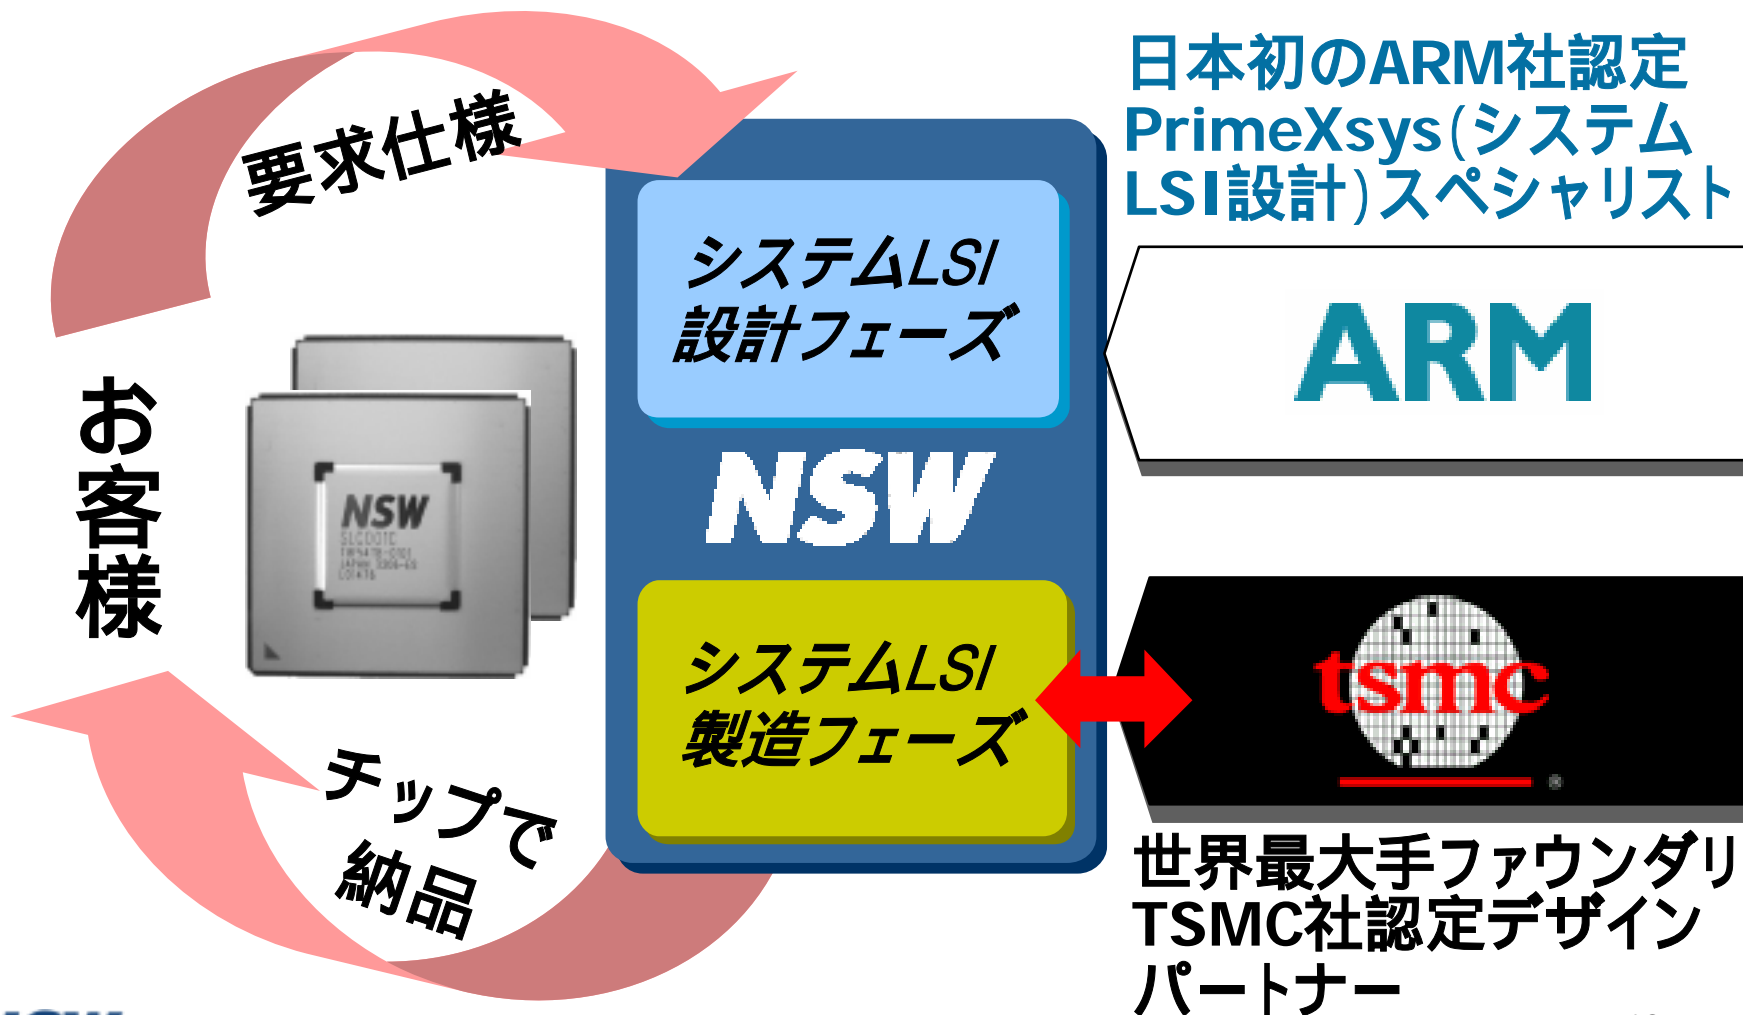 要求仕様
お客様
NSW
チップで
納品
システムLSI
設計フェーズ
NSW
システムLSI
製造フェーズ
日本初のARM社認定
PrimeXsys(システム
LSI設計)スペシャリスト
ARM
tsmc
®
世界最大手ファウンダリ
TSMC社認定デザイン
パートナー